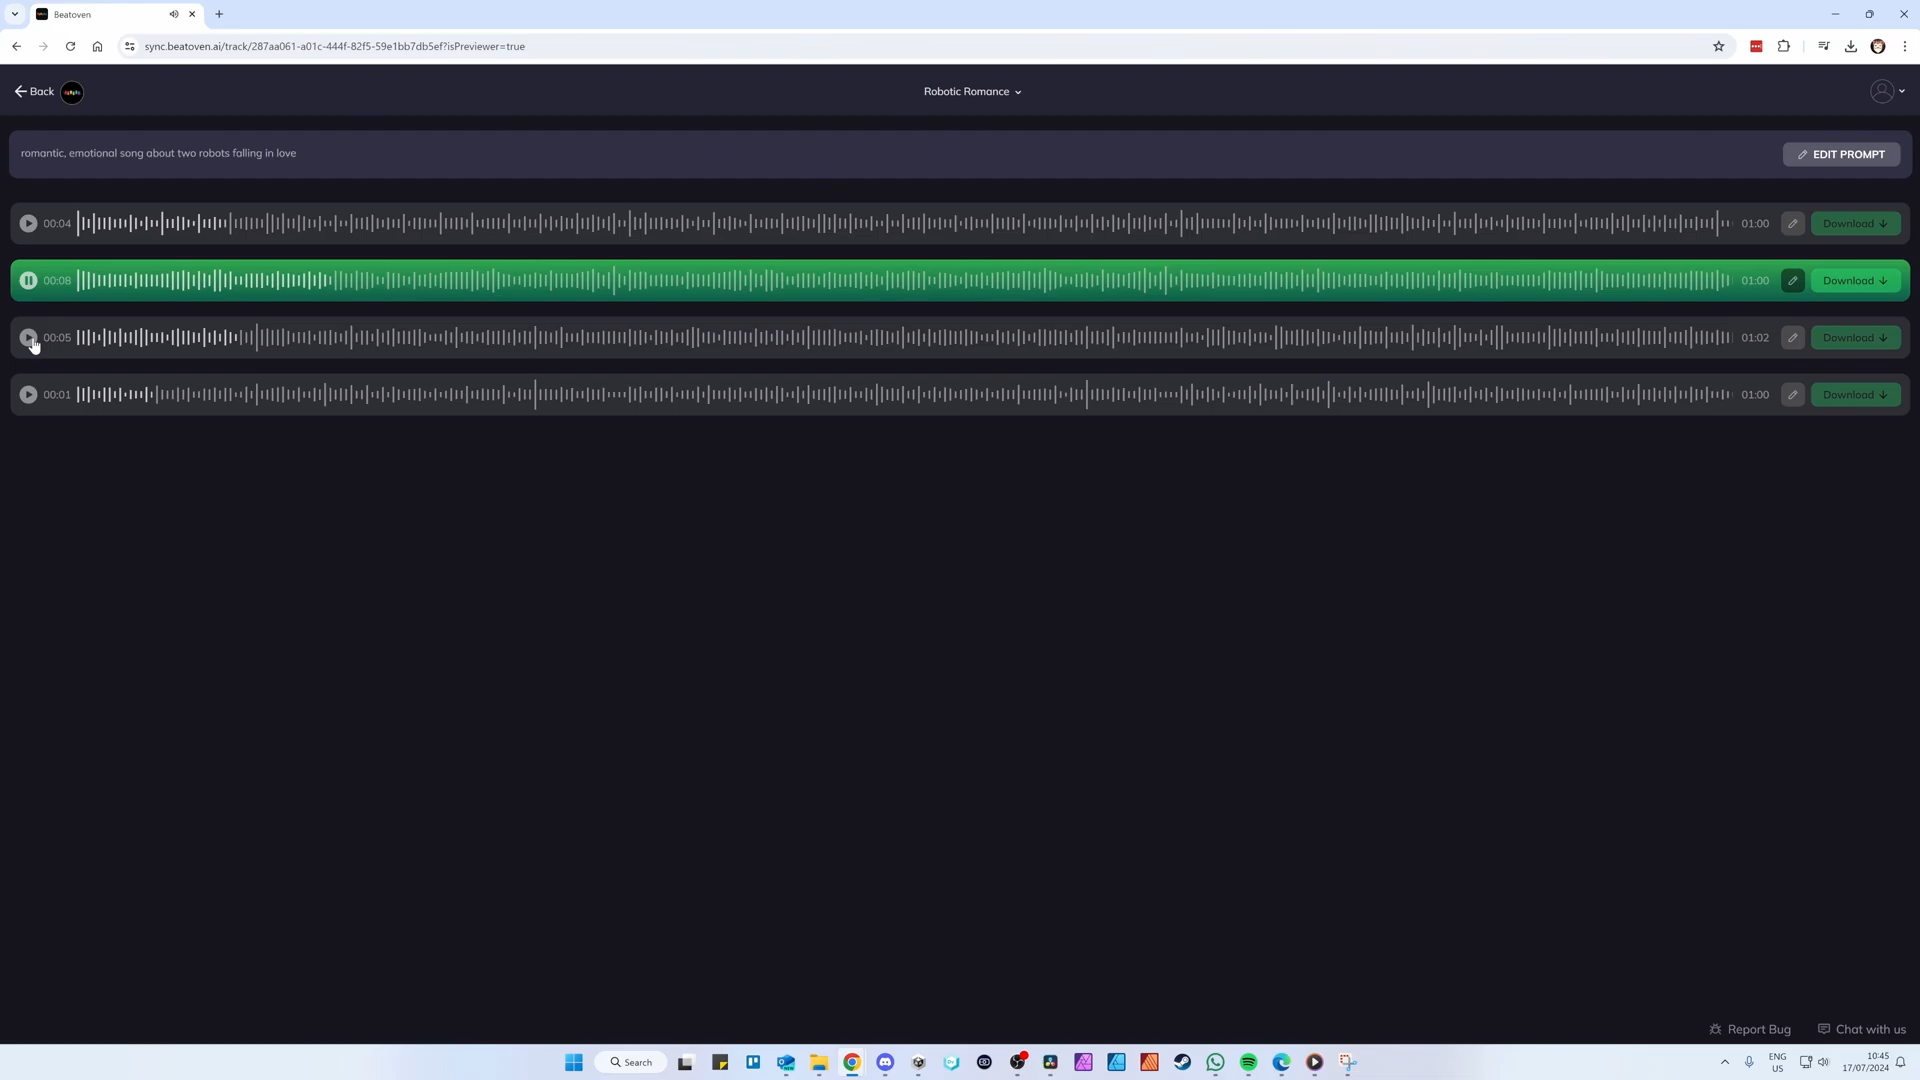 Beatoven
sync.beatoven.ai/track/287aa061-a01c-444f-82f5-59e1bb7db5ef?isPreviewer=true
Back
Robotic Romance
romantic, emotional song about two robots falling in love
EDIT PROMPT
00:04 01:00 Download
00:08 01:00 Download
00:05 01:02 Download
00:01 01:00 Download
Report Bug Chat with us
Search
ENG
US
10:45
17/07/2024